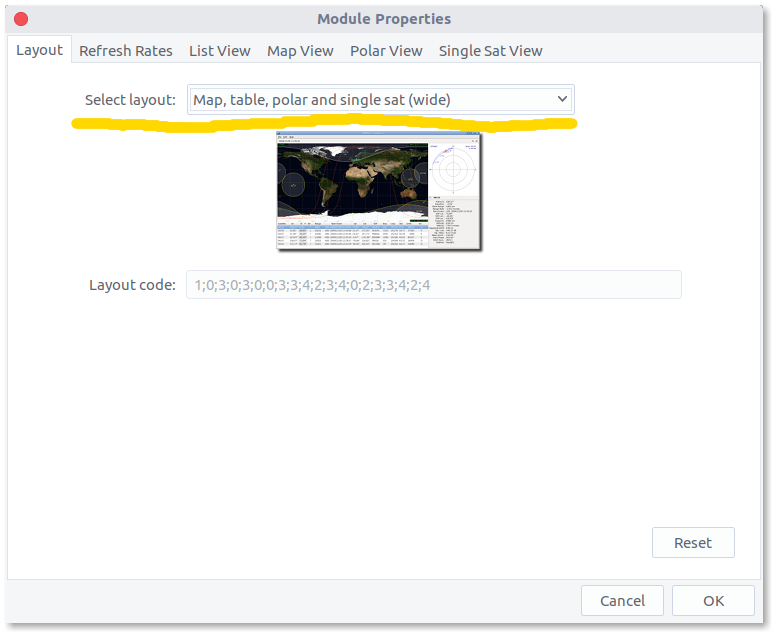 Module Properties
Layout Refresh Rates List View Map View Polar View Single Sat View
Select layout: Map, table, polar and single sat (wide)
Layout code: 1;0;3;0;3;0;0;3;3;4;2;3;4;0;2;3;3;4;2;4
Reset
Cancel OK